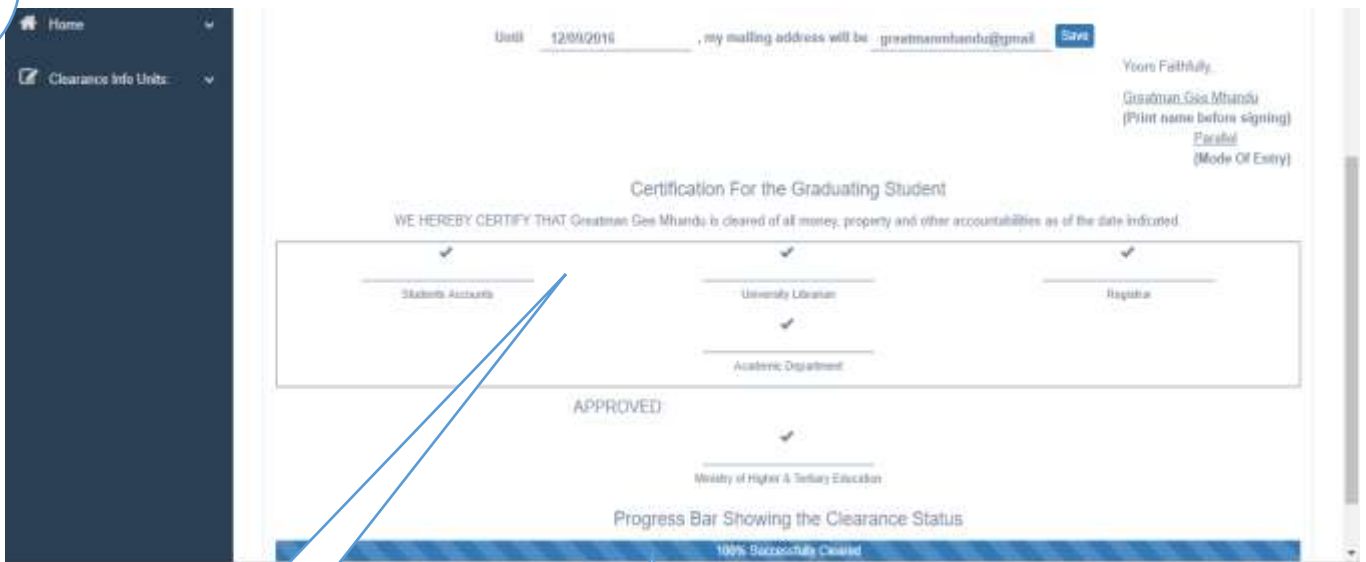 Home
Until 12/09/2016 , my mailing address will be greatmanmhandu@gmail Save
Clearance Info Units
Yours Faithfully,
Greatman Gee Mhandu
(Print name before signing)
Parallel
(Mode Of Entry)
Certification For the Graduating Student
WE HEREBY CERTIFY THAT Greatman Gee Mhandu is cleared of all money, property and other accountabilities as of the date indicated.
Students Accounts University Librarian Registrar
Academic Department
APPROVED
Ministry of Higher & Tertiary Education
Progress Bar Showing the Clearance Status
100% Successfully Cleared